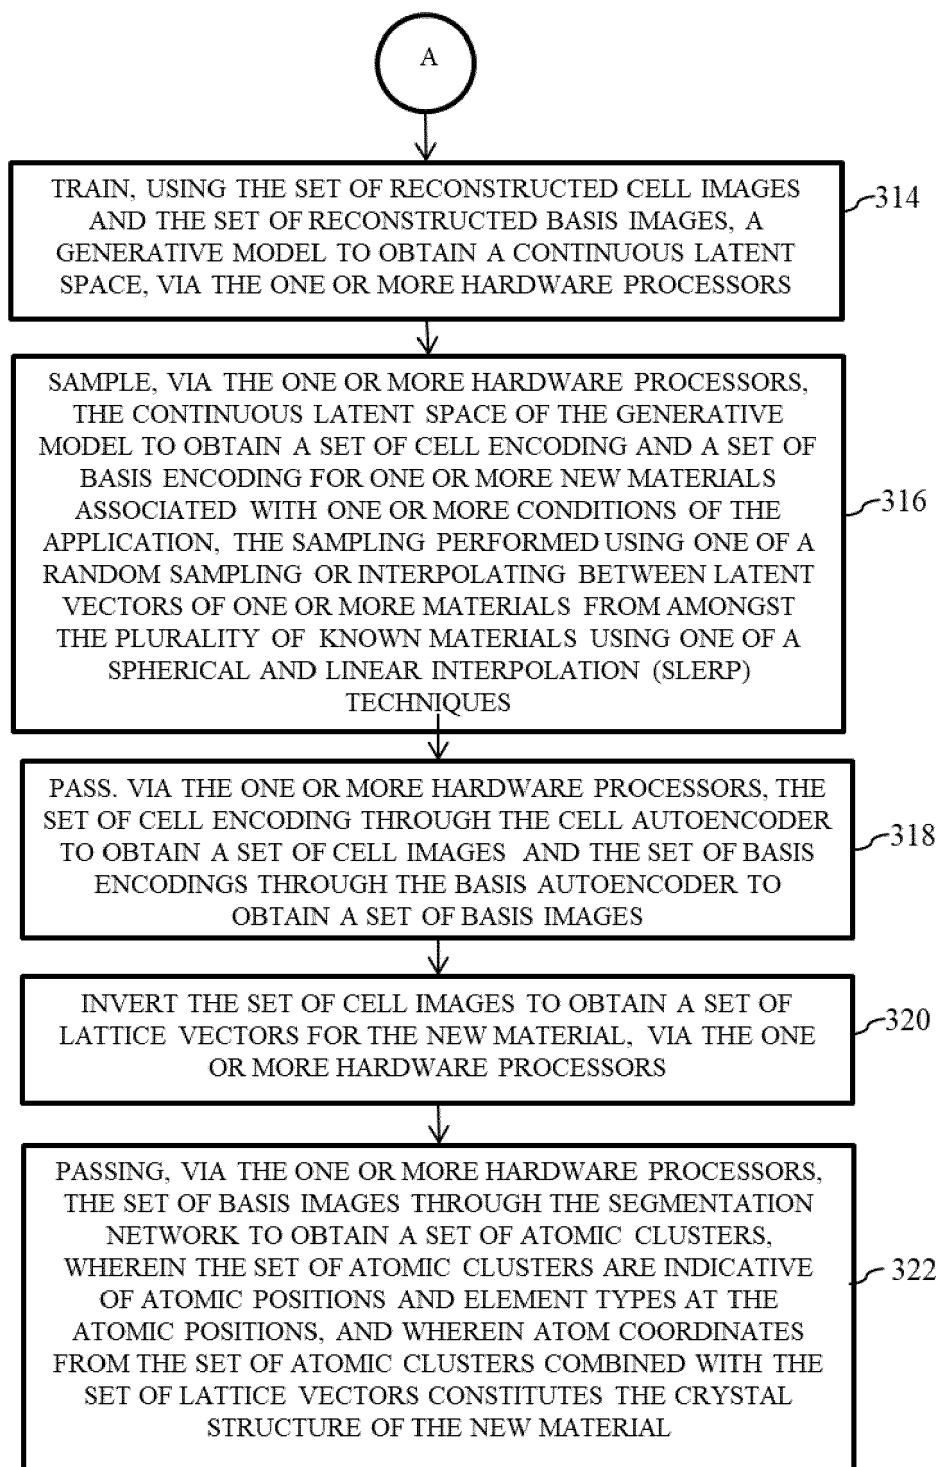 A
TRAIN, USING THE SET OF RECONSTRUCTED CELL IMAGES
AND THE SET OF RECONSTRUCTED BASIS IMAGES, A
GENERATIVE MODEL TO OBTAIN A CONTINUOUS LATENT
SPACE, VIA THE ONE OR MORE HARDWARE PROCESSORS
314
SAMPLE, VIA THE ONE OR MORE HARDWARE PROCESSORS,
THE CONTINUOUS LATENT SPACE OF THE GENERATIVE
MODEL TO OBTAIN A SET OF CELL ENCODING AND A SET OF
BASIS ENCODING FOR ONE OR MORE NEW MATERIALS
ASSOCIATED WITH ONE OR MORE CONDITIONS OF THE
APPLICATION, THE SAMPLING PERFORMED USING ONE OF A
RANDOM SAMPLING OR INTERPOLATING BETWEEN LATENT
VECTORS OF ONE OR MORE MATERIALS FROM AMONGST
THE PLURALITY OF KNOWN MATERIALS USING ONE OF A
SPHERICAL AND LINEAR INTERPOLATION (SLERP)
TECHNIQUES
316
PASS. VIA THE ONE OR MORE HARDWARE PROCESSORS, THE
SET OF CELL ENCODING THROUGH THE CELL AUTOENCODER
TO OBTAIN A SET OF CELL IMAGES AND THE SET OF BASIS
ENCODINGS THROUGH THE BASIS AUTOENCODER TO
OBTAIN A SET OF BASIS IMAGES
318
INVERT THE SET OF CELL IMAGES TO OBTAIN A SET OF
LATTICE VECTORS FOR THE NEW MATERIAL, VIA THE ONE
OR MORE HARDWARE PROCESSORS
320
PASSING, VIA THE ONE OR MORE HARDWARE PROCESSORS,
THE SET OF BASIS IMAGES THROUGH THE SEGMENTATION
NETWORK TO OBTAIN A SET OF ATOMIC CLUSTERS,
WHEREIN THE SET OF ATOMIC CLUSTERS ARE INDICATIVE
OF ATOMIC POSITIONS AND ELEMENT TYPES AT THE
ATOMIC POSITIONS, AND WHEREIN ATOM COORDINATES
FROM THE SET OF ATOMIC CLUSTERS COMBINED WITH THE
SET OF LATTICE VECTORS CONSTITUTES THE CRYSTAL
STRUCTURE OF THE NEW MATERIAL
322